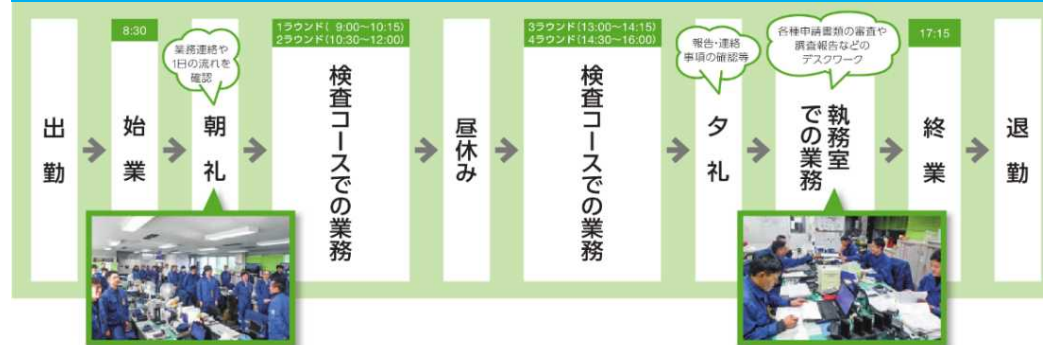 出勤
8:30
始業
業務連絡や
1日の流れを
確認
朝礼
1ラウンド( 9:00～10:15)
2ラウンド(10:30～12:00)
検査コースでの業務
昼休み
3ラウンド(13:00～14:15)
4ラウンド(14:30～16:00)
検査コースでの業務
報告・連絡
事項の確認等
夕礼
各種申請書類の審査や
調査報告などの
デスクワーク
執務室
での業務
17:15
終業
退勤